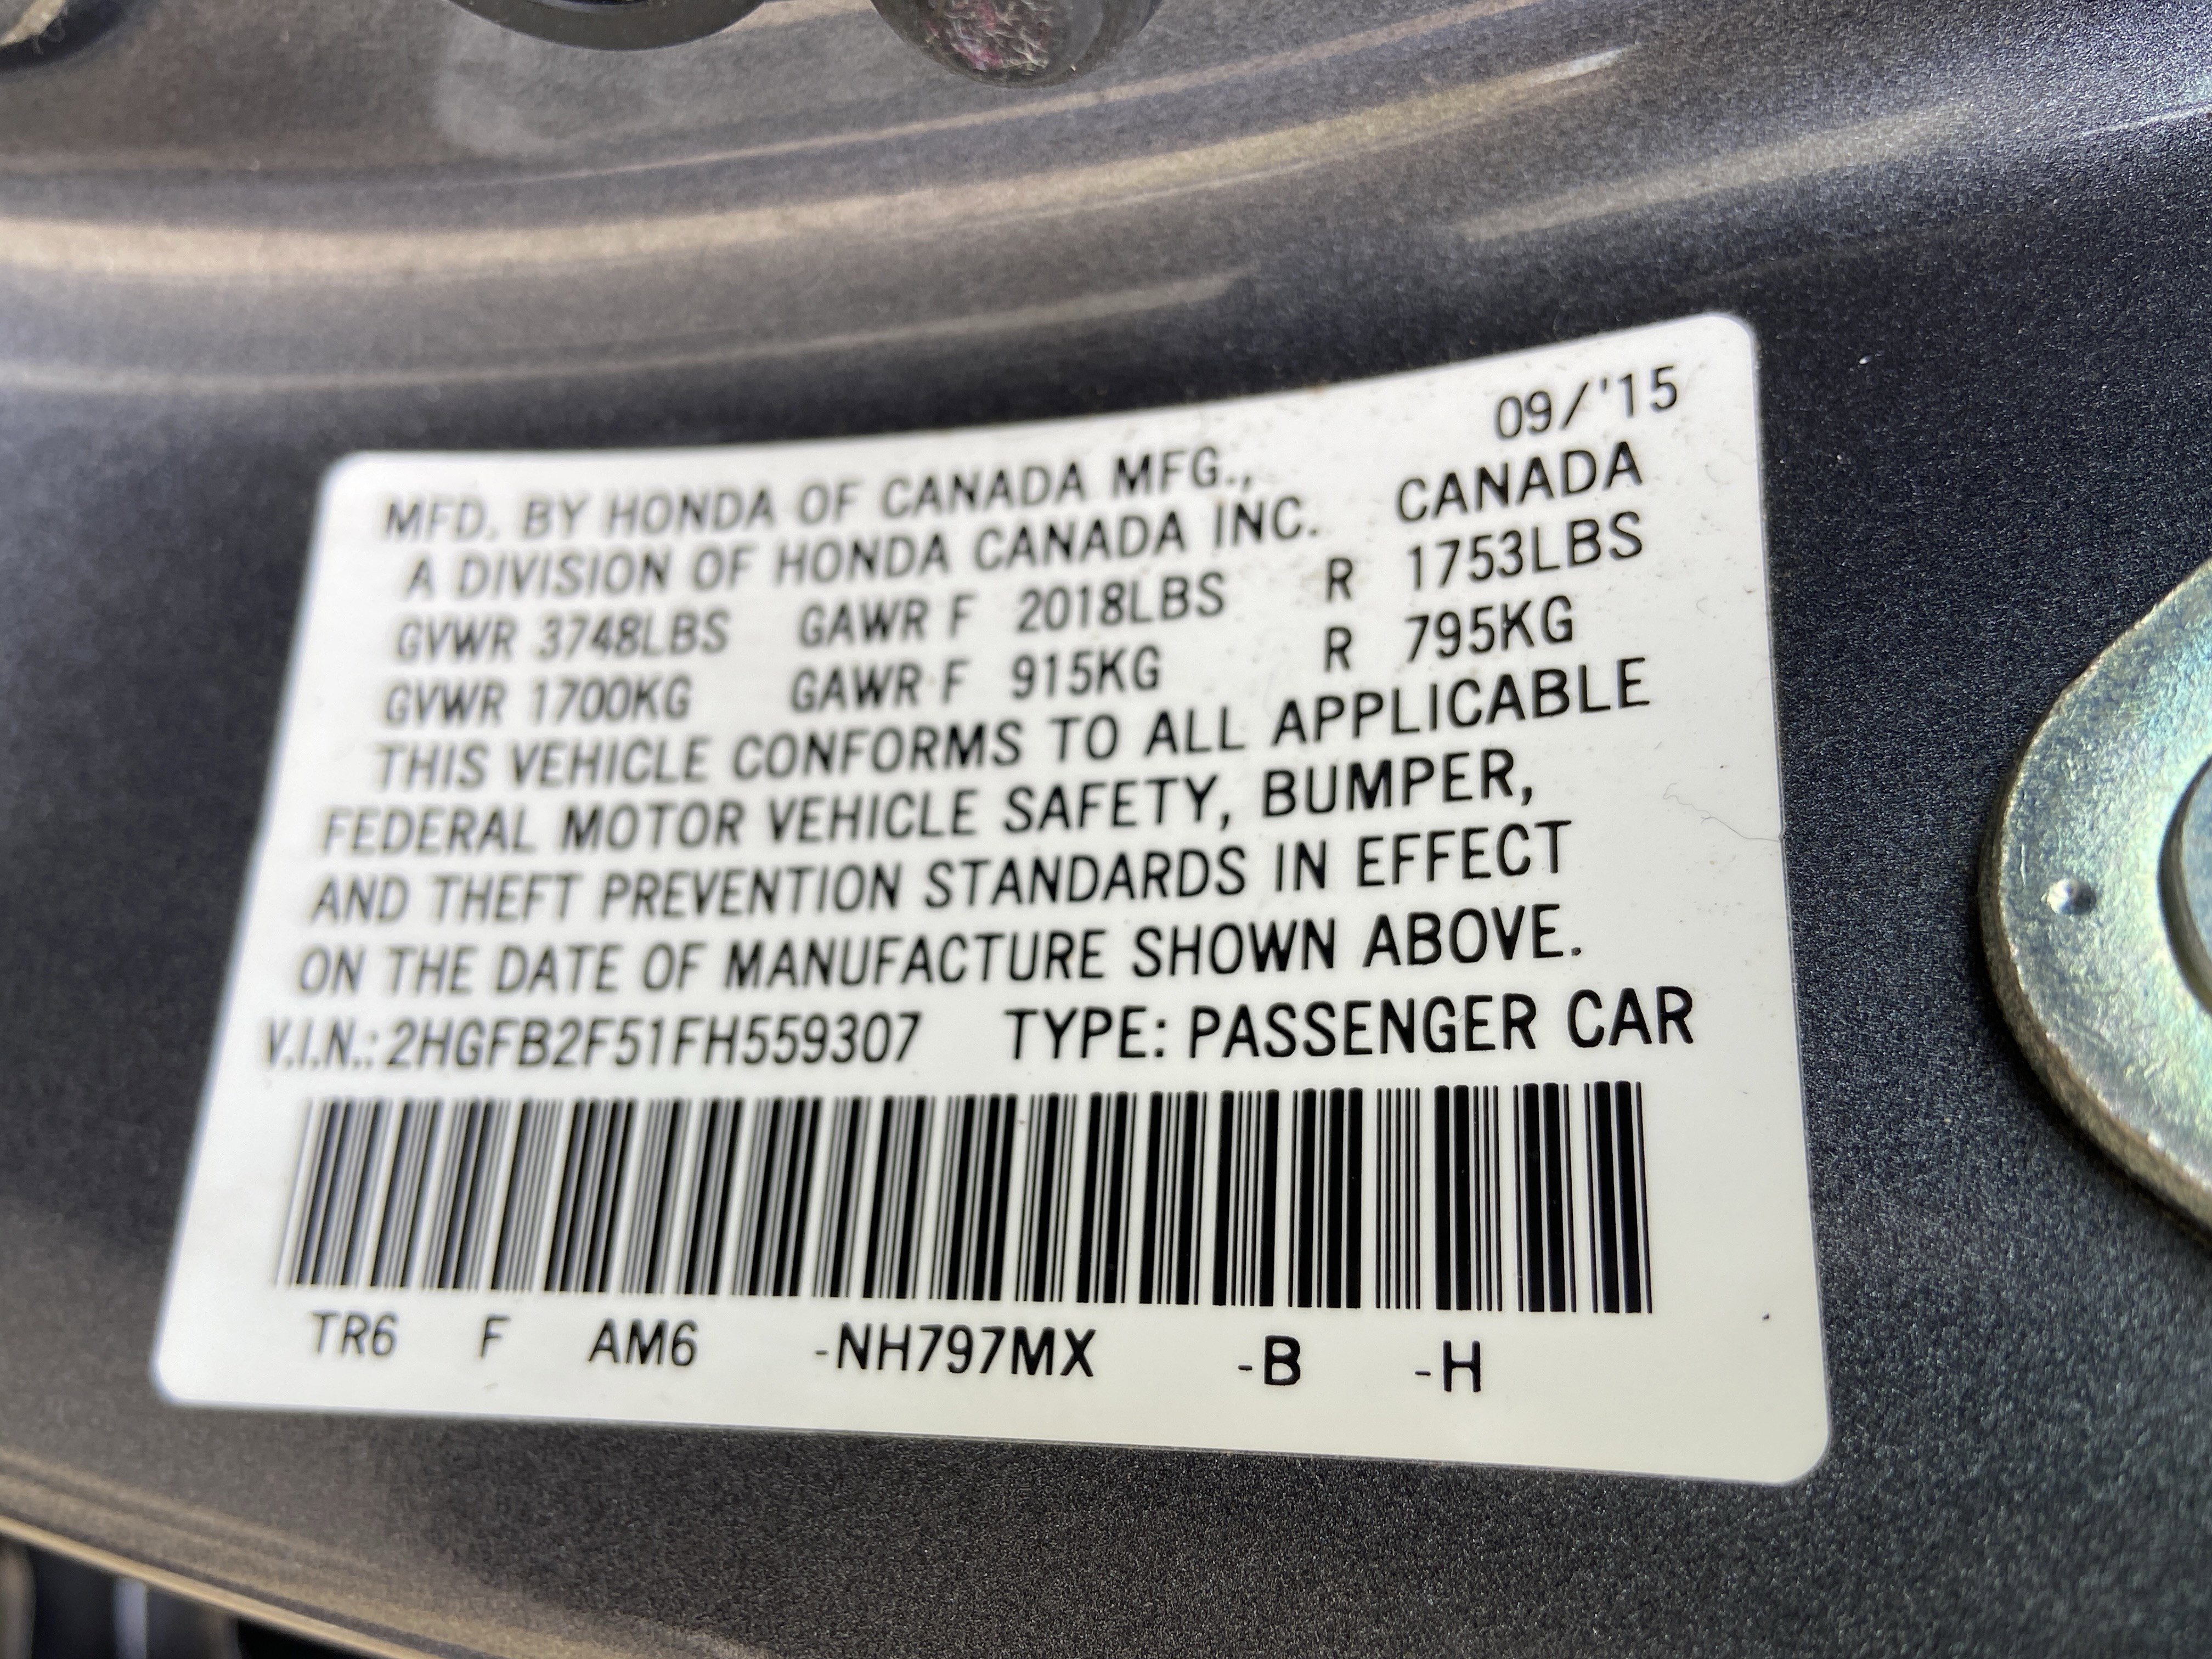 09/'15
MFD. BY HONDA OF CANADA MFG., CANADA
A DIVISION OF HONDA CANADA INC.
GVWR 3748LBS GAWR F 2018LBS R 1753LBS
GVWR 1700KG GAWR F 915KG R 795KG
THIS VEHICLE CONFORMS TO ALL APPLICABLE
FEDERAL MOTOR VEHICLE SAFETY, BUMPER,
AND THEFT PREVENTION STANDARDS IN EFFECT
ON THE DATE OF MANUFACTURE SHOWN ABOVE.
V.I.N.: 2HGFB2F51FH559307 TYPE: PASSENGER CAR
TR6 F AM6 -NH797MX -B -H